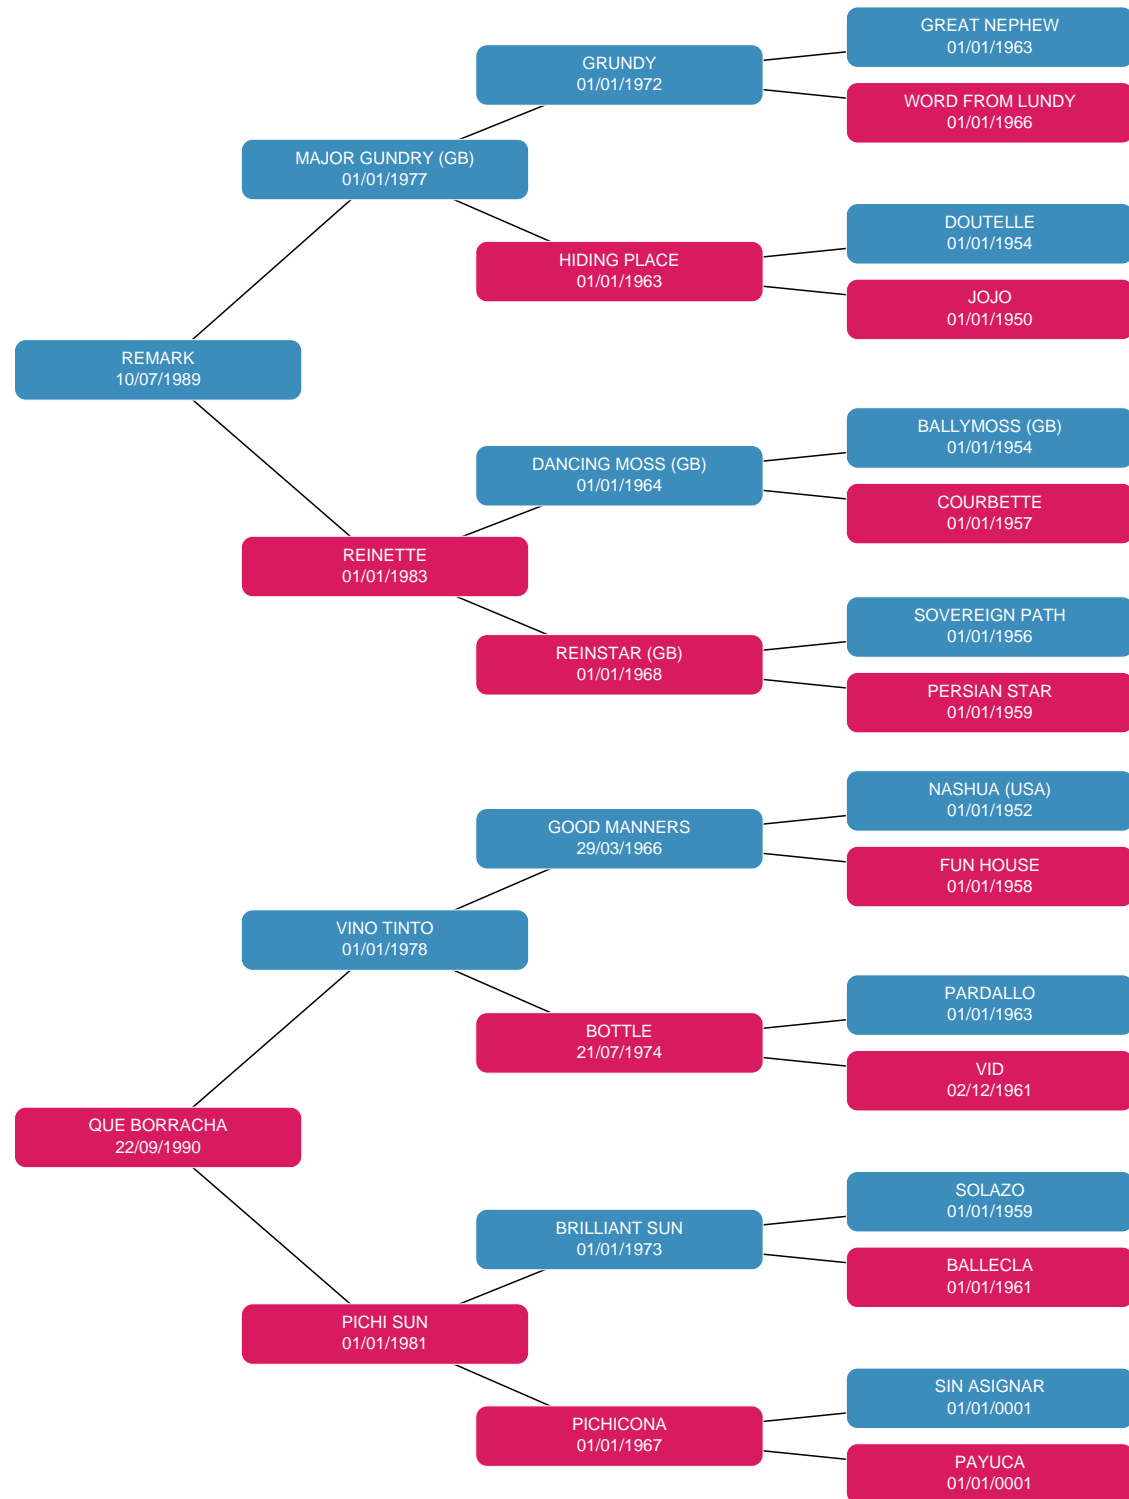 GREAT NEPHEW
01/01/1963
GRUNDY
01/01/1972
WORD FROM LUNDY
01/01/1966
MAJOR GUNDRY (GB)
01/01/1977
DOUTELLE
01/01/1954
HIDING PLACE
01/01/1963
JOJO
01/01/1950
REMARK
10/07/1989
BALLYMOSS (GB)
01/01/1954
DANCING MOSS (GB)
01/01/1964
COURBETTE
01/01/1957
REINETTE
01/01/1983
SOVEREIGN PATH
01/01/1956
REINSTAR (GB)
01/01/1968
PERSIAN STAR
01/01/1959
NASHUA (USA)
01/01/1952
GOOD MANNERS
29/03/1966
FUN HOUSE
01/01/1958
VINO TINTO
01/01/1978
PARDALLO
01/01/1963
BOTTLE
21/07/1974
VID
02/12/1961
QUE BORRACHA
22/09/1990
SOLAZO
01/01/1959
BRILLIANT SUN
01/01/1973
BALLECLA
01/01/1961
PICHI SUN
01/01/1981
SIN ASIGNAR
01/01/0001
PICHICONA
01/01/1967
PAYUCA
01/01/0001